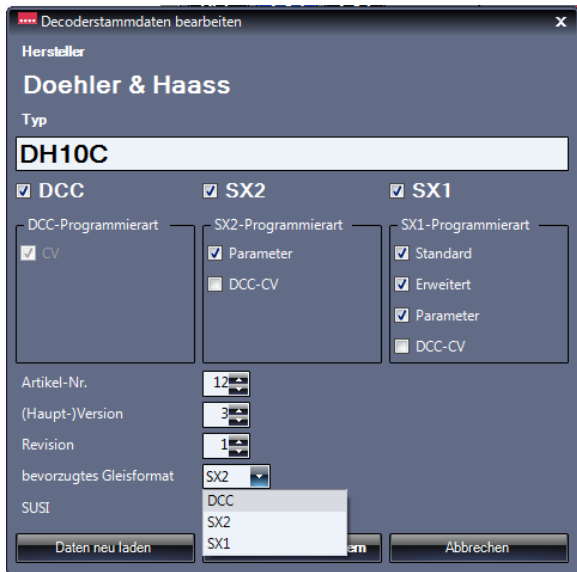 Decoderstammdaten bearbeiten x
Hersteller
Doehler & Haass
Typ
DH10C
DCC SX2 SX1
DCC-Programmierart SX2-Programmierart SX1-Programmierart
CV Parameter Standard
DCC-CV Erweitert
Parameter
DCC-CV
Artikel-Nr. 12
(Haupt-)Version 3
Revision 1
bevorzugtes Gleisformat SX2
DCC
SUSI
SX2
SX1
Daten neu laden Abbrechen